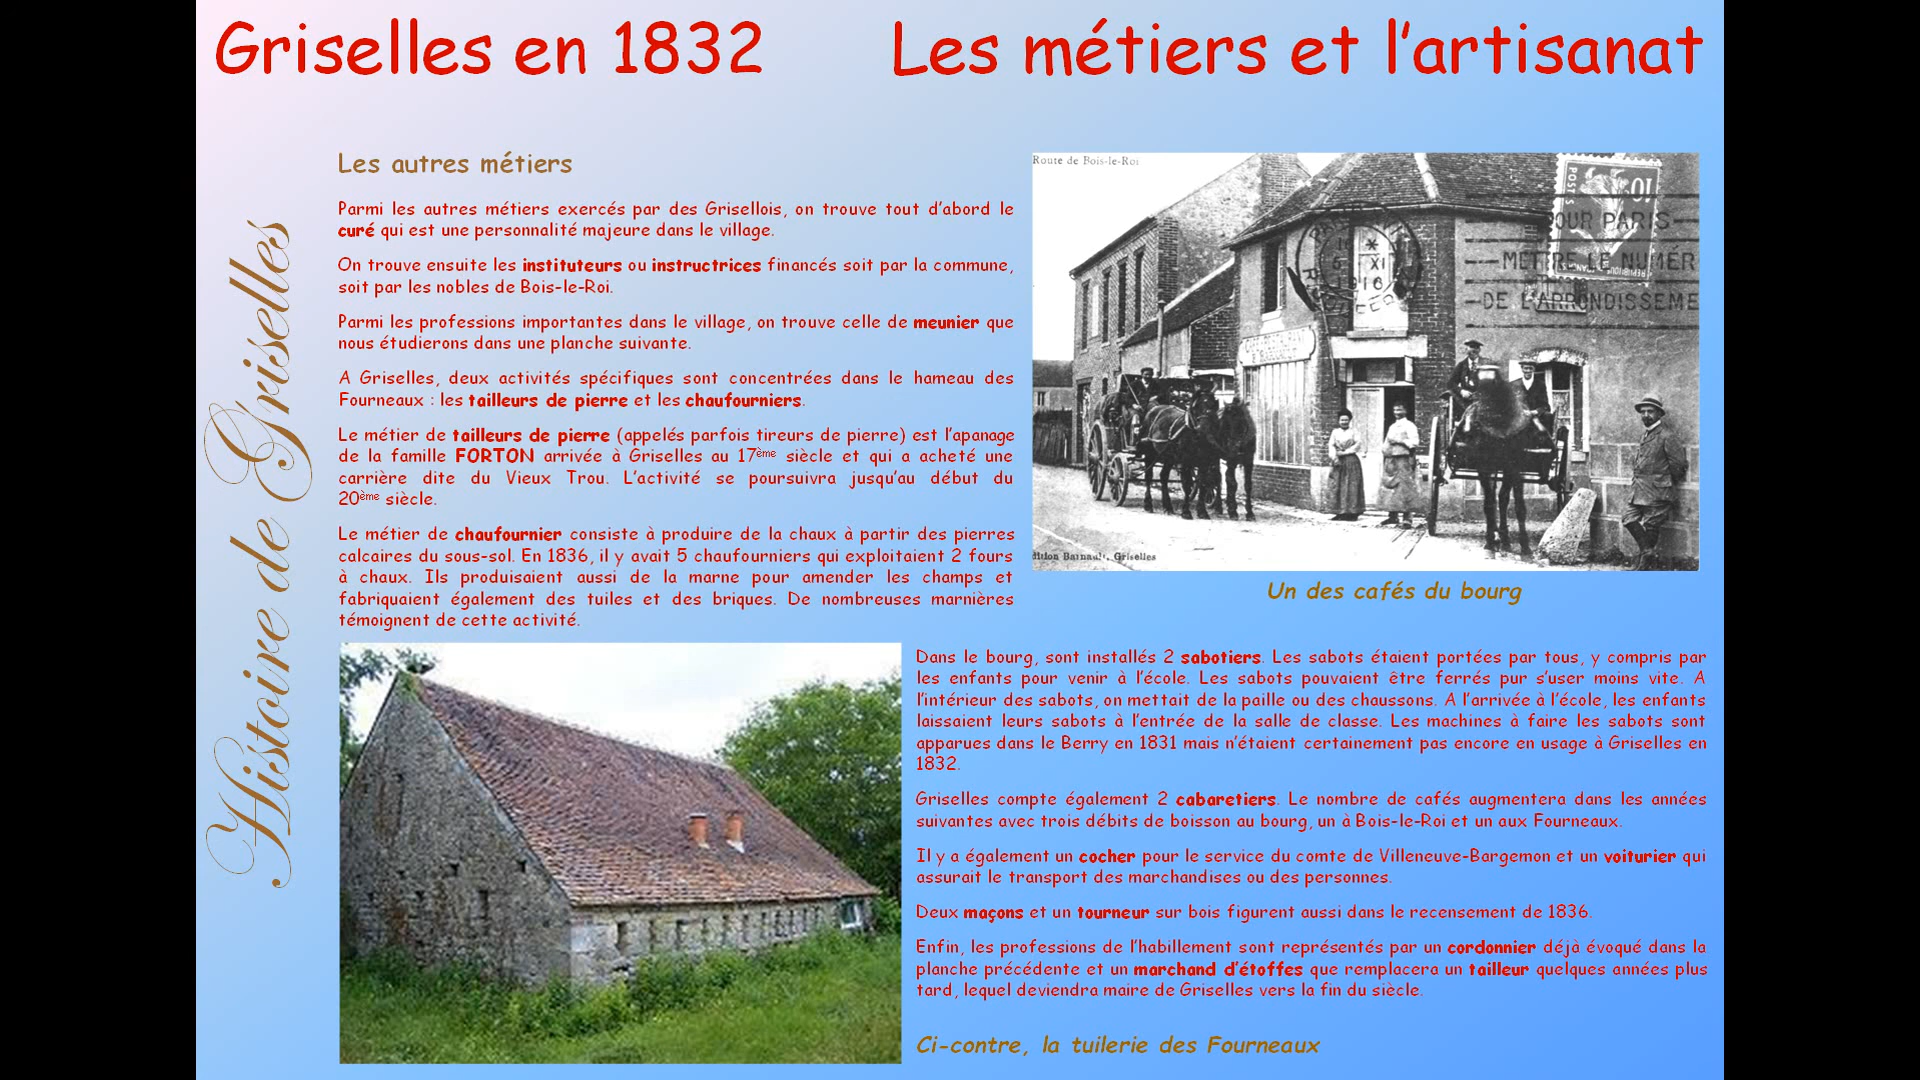 Griselles en 1832 Les métiers et l'artisanat
Histoire de Griselles
Les autres métiers
Parmi les autres métiers exercés par des Grisellois, on trouve tout d'abord le
curé qui est une personnalité majeure dans le village.
On trouve ensuite les instituteurs ou instructrices financés soit par la commune,
soit par les nobles de Bois-le-Roi.
Parmi les professions importantes dans le village, on trouve celle de meunier que
nous étudierons dans une planche suivante.
A Griselles, deux activités spécifiques sont concentrées dans le hameau des
Fourneaux : les tailleurs de pierre et les chaufourniers.
Le métier de tailleurs de pierre (appelés parfois tireurs de pierre) est l'apanage
de la famille FORTON arrivée à Griselles au 17ème siècle et qui a acheté une
carrière dite du Vieux Trou. L'activité se poursuivra jusqu'au début du
20ème siècle.
Le métier de chaufournier consiste à produire de la chaux à partir des pierres
calcaires du sous-sol. En 1836, il y avait 5 chaufourniers qui exploitaient 2 fours
à chaux. Ils produisaient aussi de la marne pour amender les champs et
fabriquaient également des tuiles et des briques. De nombreuses marnières
témoignent de cette activité.
Route de Bois-le-Roi
POUR PARIS
METTRE LE NUMÉR
DE L'ARRONDISSEME
dition Barnault, Griselles
Un des cafés du bourg
Dans le bourg, sont installés 2 sabotiers. Les sabots étaient portées par tous, y compris par
les enfants pour venir à l'école. Les sabots pouvaient être ferrés pur s'user moins vite. A
l'intérieur des sabots, on mettait de la paille ou des chaussons. A l'arrivée à l'école, les enfants
laissaient leurs sabots à l'entrée de la salle de classe. Les machines à faire les sabots sont
apparues dans le Berry en 1831 mais n'étaient certainement pas encore en usage à Griselles en
1832.
Griselles compte également 2 cabaretiers. Le nombre de cafés augmentera dans les années
suivantes avec trois débits de boisson au bourg, un à Bois-le-Roi et un aux Fourneaux.
Il y a également un cocher pour le service du comte de Villeneuve-Bargemon et un voiturier qui
assurait le transport des marchandises ou des personnes.
Deux maçons et un tourneur sur bois figurent aussi dans le recensement de 1836.
Enfin, les professions de l'habillement sont représentés par un cordonnier déjà évoqué dans la
planche précédente et un marchand d'étoffes que remplacera un tailleur quelques années plus
tard, lequel deviendra maire de Griselles vers la fin du siècle.
Ci-contre, la tuilerie des Fourneaux